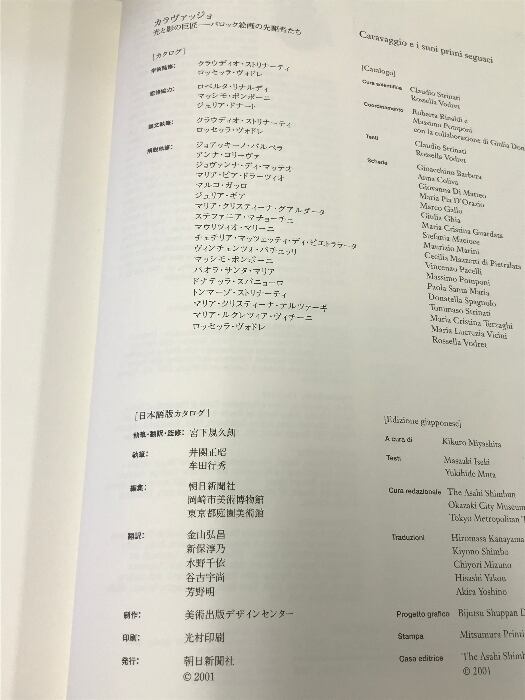 カラヴァッジョ
光と影の巨匠――バロック絵画の先駆者たち
[カタログ]
学術監修： クラウディオ・ストリナーティ
ロッセッラ・ヴォドレ
監修協力： ロベルタ・リナルディ
マッシモ・ポンポーニ
ジュリア・ドナート
論文執筆： クラウディオ・ストリナーティ
ロッセッラ・ヴォドレ
解説執筆： ジョアッキーノ・バルベラ
アンナ・コリーヴァ
ジョヴァンナ・ディ・マッテオ
マリア・ピア・ドラーツィオ
マルコ・ガッロ
ジュリア・ギア
マリア・クリスティーナ・グアルダータ
ステファニア・マチョーチェ
マウリツィオ・マリーニ
チェチリア・マッツェッティ・ディ・ピエトララータ
ヴィンチェンツォ・パチェッリ
マッシモ・ポンポーニ
パオラ・サンタ・マリア
ドナテッラ・スパニョーロ
トンマーゾ・ストリナーティ
マリア・クリスティーナ・テルツァーギ
マリア・ルクレツィア・ヴィチーニ
ロッセッラ・ヴォドレ
[日本語版カタログ]
執筆・翻訳・監修： 宮下規久朗
執筆： 井関正昭
牟田行秀
編集： 朝日新聞社
岡崎市美術博物館
東京都庭園美術館
翻訳： 金山弘昌
新保淳乃
水野千依
谷古宇尚
芳野明
制作： 美術出版デザインセンター
印刷： 光村印刷
発行： 朝日新聞社
© 2001
Caravaggio e i suoi primi seguaci
[Catalogo]
Cura scientifica Claudio Strinati
Rossella Vodret
Coordinamento Roberta Rinaldi e
Massimo Pomponi
con la collaborazione di Giulia Don
Testi Claudio Strinati
Rossella Vodret
Schede Gioacchino Barbera
Anna Coliva
Giovanna Di Matteo
Maria Pia D'Orazio
Marco Gallo
Giulia Ghia
Maria Cristina Guardata
Stefania Macioce
Maurizio Marini
Cecilia Mazzetti di Pietralata
Vincenzo Pacelli
Massimo Pomponi
Paola Santa Maria
Donatella Spagnolo
Tommaso Strinati
Maria Cristina Terzaghi
Maria Lucrezia Vicini
Rossella Vodret
[Edizione giapponese]
A cura di Kikuro Miyashita
Testi Masaaki Iseki
Yukihide Muta
Cura redazionale The Asahi Shimbun
Okazaki City Museum
Tokyo Metropolitan T
Traduzioni Hiromasa Kanayama
Kiyono Shimbo
Chiyori Mizuno
Hisashi Yakou
Akira Yoshino
Progetto grafico Bijutsu Shuppan D
Stampa Mitsumura Printi
Casa editrice The Asahi Shimb
© 2001